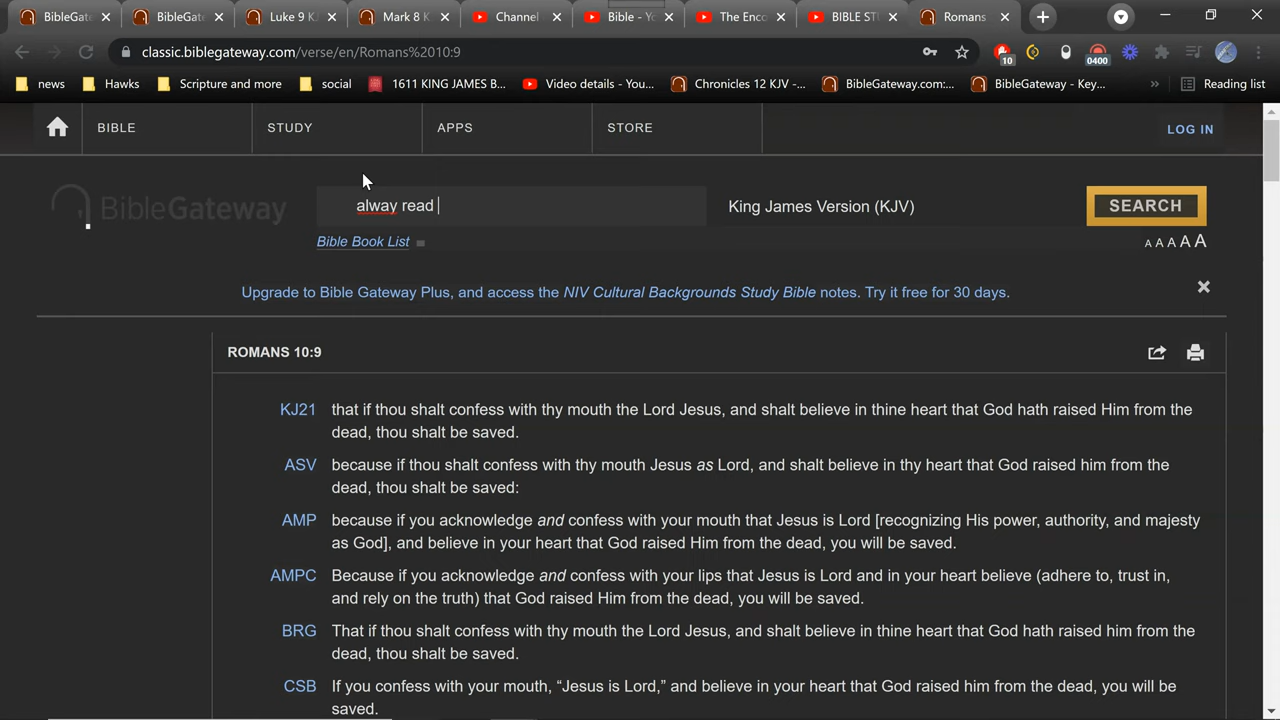 BibleGat
BibleGat
Luke 9 K
Mark 8 K
Channel
Bible - Yo
The Enco
BIBLE ST
Romans
classic.biblegateway.com/verse/en/Romans%2010:9
10
0400
news
Hawks
Scripture and more
social
1611 KING JAMES B...
Video details - You...
Chronicles 12 KJV -...
BibleGateway.com:...
BibleGateway - Key...
»
Reading list
BIBLE
STUDY
APPS
STORE
LOG IN
BibleGateway
alway read
King James Version (KJV)
SEARCH
Bible Book List
A A A A A
Upgrade to Bible Gateway Plus, and access the NIV Cultural Backgrounds Study Bible notes. Try it free for 30 days.
ROMANS 10:9
KJ21 that if thou shalt confess with thy mouth the Lord Jesus, and shalt believe in thine heart that God hath raised Him from the
dead, thou shalt be saved.
ASV because if thou shalt confess with thy mouth Jesus as Lord, and shalt believe in thy heart that God raised him from the
dead, thou shalt be saved:
AMP because if you acknowledge and confess with your mouth that Jesus is Lord [recognizing His power, authority, and majesty
as God], and believe in your heart that God raised Him from the dead, you will be saved.
AMPC Because if you acknowledge and confess with your lips that Jesus is Lord and in your heart believe (adhere to, trust in,
and rely on the truth) that God raised Him from the dead, you will be saved.
BRG That if thou shalt confess with thy mouth the Lord Jesus, and shalt believe in thine heart that God hath raised him from the
dead, thou shalt be saved.
CSB If you confess with your mouth, “Jesus is Lord,” and believe in your heart that God raised him from the dead, you will be
saved.